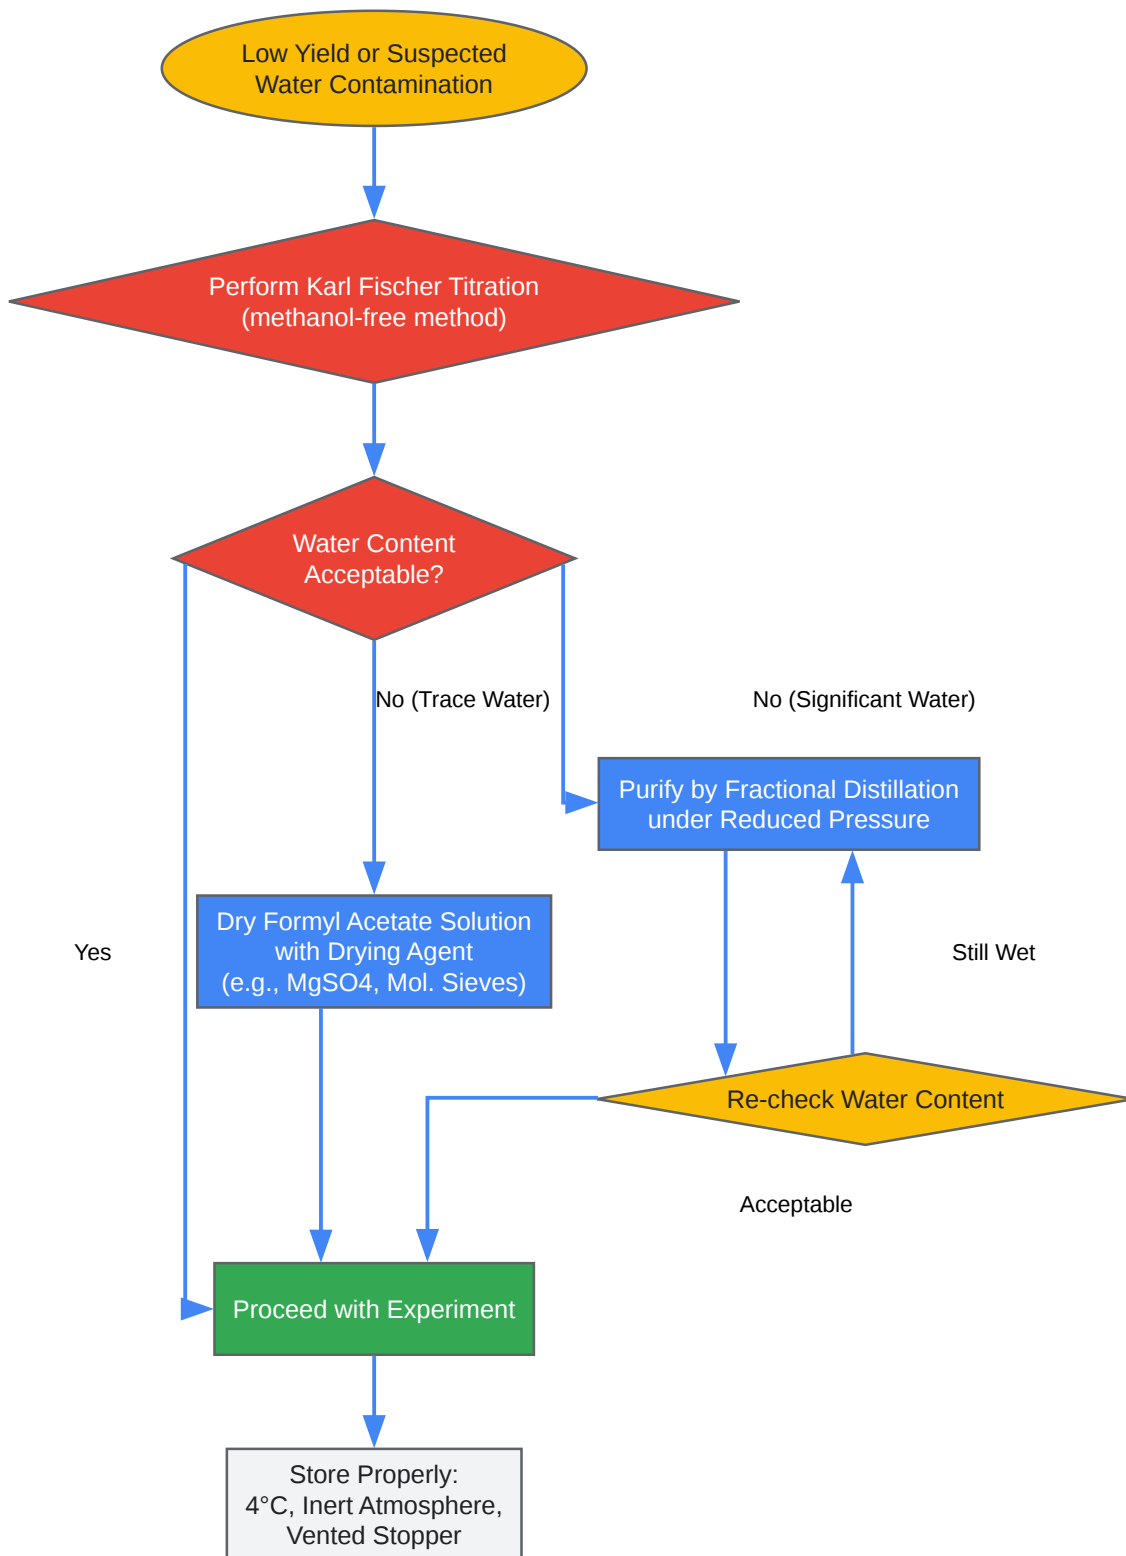 Low Yield or Suspected
Water Contamination
Perform Karl Fischer Titration
(methanol-free method)
Water Content
Acceptable?
No (Trace Water)
No (Significant Water)
Purify by Fractional Distillation
under Reduced Pressure
Dry Formyl Acetate Solution
with Drying Agent
(e.g., MgSO4, Mol. Sieves)
Yes
Still Wet
Re-check Water Content
Acceptable
Proceed with Experiment
Store Properly:
4°C, Inert Atmosphere,
Vented Stopper